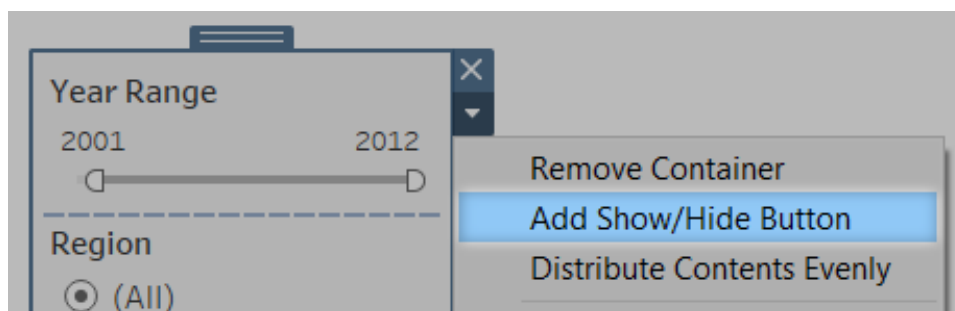 Year Range
2001 2012
Region
(All)
Remove Container
Add Show/Hide Button
Distribute Contents Evenly